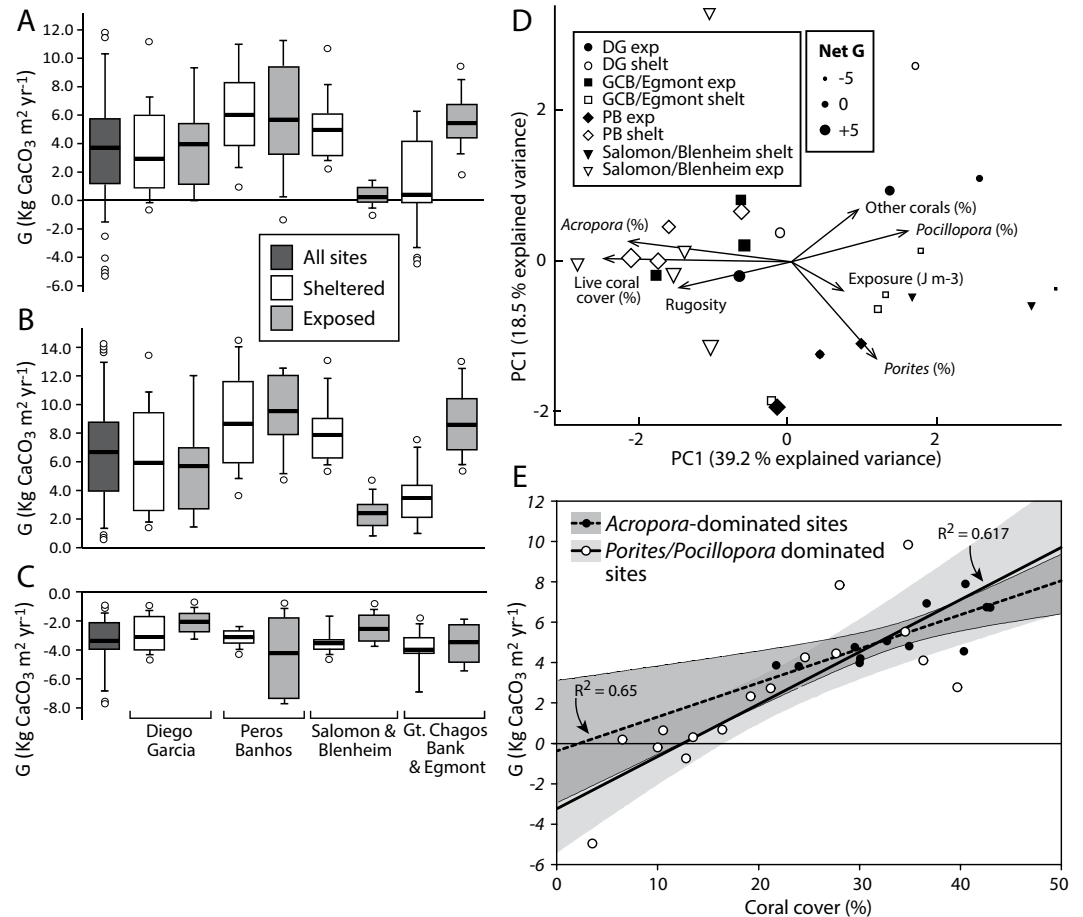 A
12.0
10.0
8.0
6.0
4.0
2.0
0.0
-2.0
-4.0
-6.0
G (Kg CaCO3 m2 yr-1)
All sites
Sheltered
Exposed
B
14.0
12.0
10.0
8.0
6.0
4.0
2.0
0.0
G (Kg CaCO3 m2 yr-1)
C
0.0
-2.0
-4.0
-6.0
-8.0
G (Kg CaCO3 m2 yr-1)
Diego
Garcia
Peros
Banhos
Salomon &
Blenheim
Gt. Chagos
Bank
& Egmont
D
DG exp
DG shelt
GCB/Egmont exp
GCB/Egmont shelt
PB exp
PB shelt
Salomon/Blenheim shelt
Salomon/Blenheim exp
Net G
-5
0
+5
2
0
-2
PC1 (18.5 % explained variance)
Acropora (%)
Live coral
cover (%)
Rugosity
Other corals (%)
Pocillopora (%)
Exposure (J m-3)
Porites (%)
-2
0
2
PC1 (39.2 % explained variance)
E
12
10
8
6
4
2
0
-2
-4
-6
G (Kg CaCO3 m2 yr-1)
Acropora-dominated sites
Porites/Pocillopora dominated
sites
R2 = 0.617
R2 = 0.65
0
10
20
30
40
50
Coral cover (%)